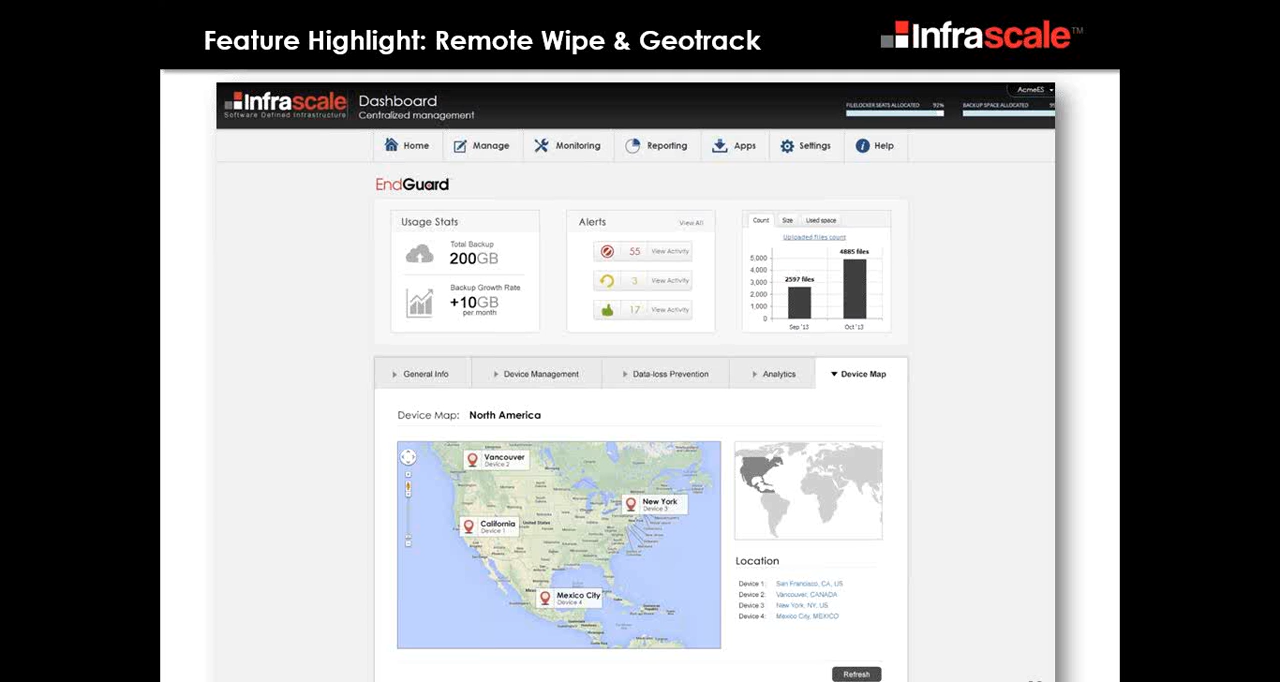 Feature Highlight: Remote Wipe & Geotrack
Infrascale™
Infrascale
Software Defined Infrastructure
Dashboard
Centralized management
AcmeES
FILELOCKER SEATS ALLOCATED 92%
BACKUP SPACE ALLOCATED
Home
Manage
Monitoring
Reporting
Apps
Settings
Help
EndGuard
Usage Stats
Total Backup
200GB
Backup Growth Rate
+10GB
per month
Alerts
View All
55 View Activity
3 View Activity
17 View Activity
Count Size Used space
Uploaded files count
5,000
4,000
3,000
2,000
1,000
0
2597 files
4885 files
Sep '13
Oct '13
General Info
Device Management
Data-loss Prevention
Analytics
Device Map
Device Map: North America
Vancouver
Device 2
New York
Device 3
California
Device 1
United States
Mexico City
Device 4
Location
Device 1: San Francisco, CA, US
Device 2: Vancouver, CANADA
Device 3: New York, NY, US
Device 4: Mexico City, MEXICO
Refresh